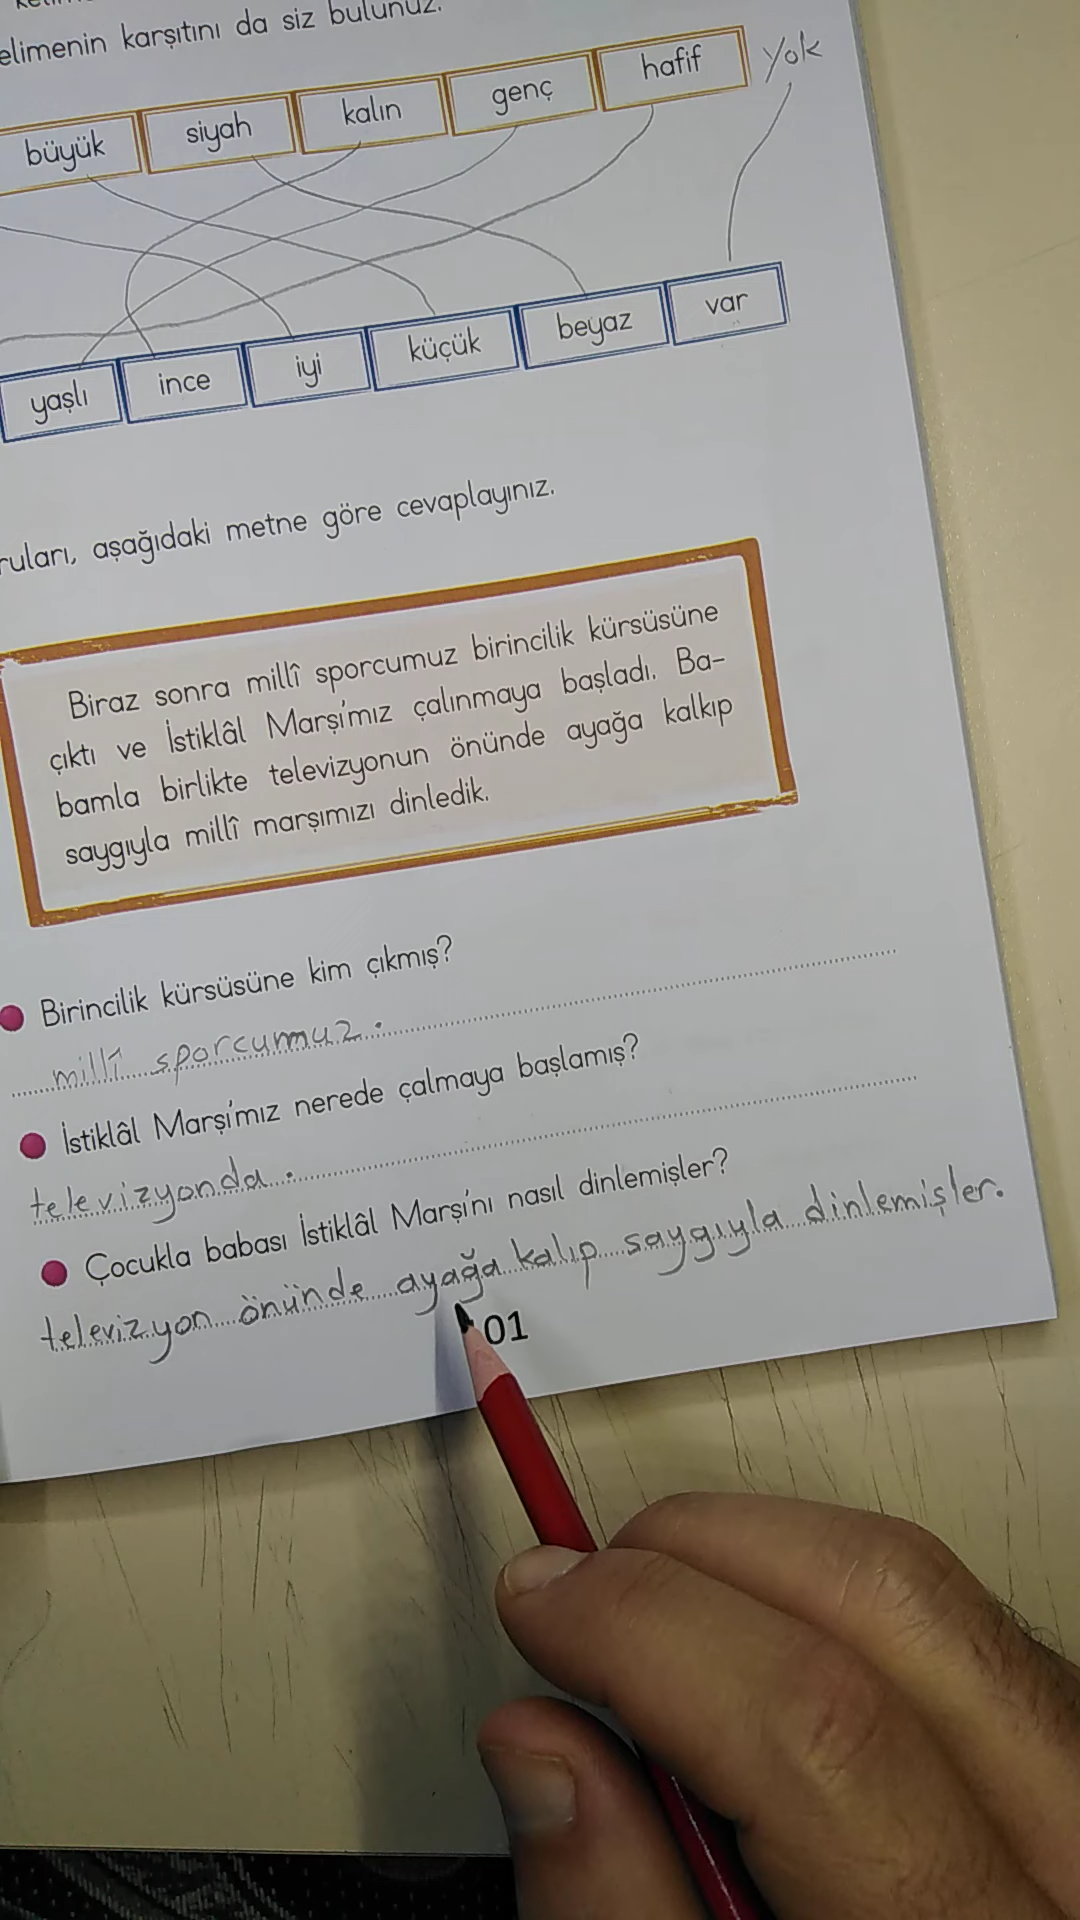 elimenin karşıtını da siz bulunuz.
büyük siyah kalın genç hafif yok
yaşlı ince iyi küçük beyaz var
ruları, aşağıdaki metne göre cevaplayınız.
Biraz sonra millî sporcumuz birincilik kürsüsüne
çıktı ve İstiklâl Marşı'mız çalınmaya başladı. Ba-
bamla birlikte televizyonun önünde ayağa kalkıp
saygıyla millî marşımızı dinledik.
Birincilik kürsüsüne kim çıkmış?
millî sporcumuz.
İstiklâl Marşı'mız nerede çalmaya başlamış?
televizyonda.
Çocukla babası İstiklâl Marşı'nı nasıl dinlemişler?
televizyon önünde ayağa kalıp saygıyla dinlemişler.
01